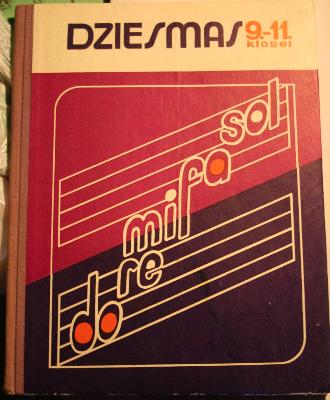 DZIESMAS 9.-11.
klasei
sol
fa
mi
re
do